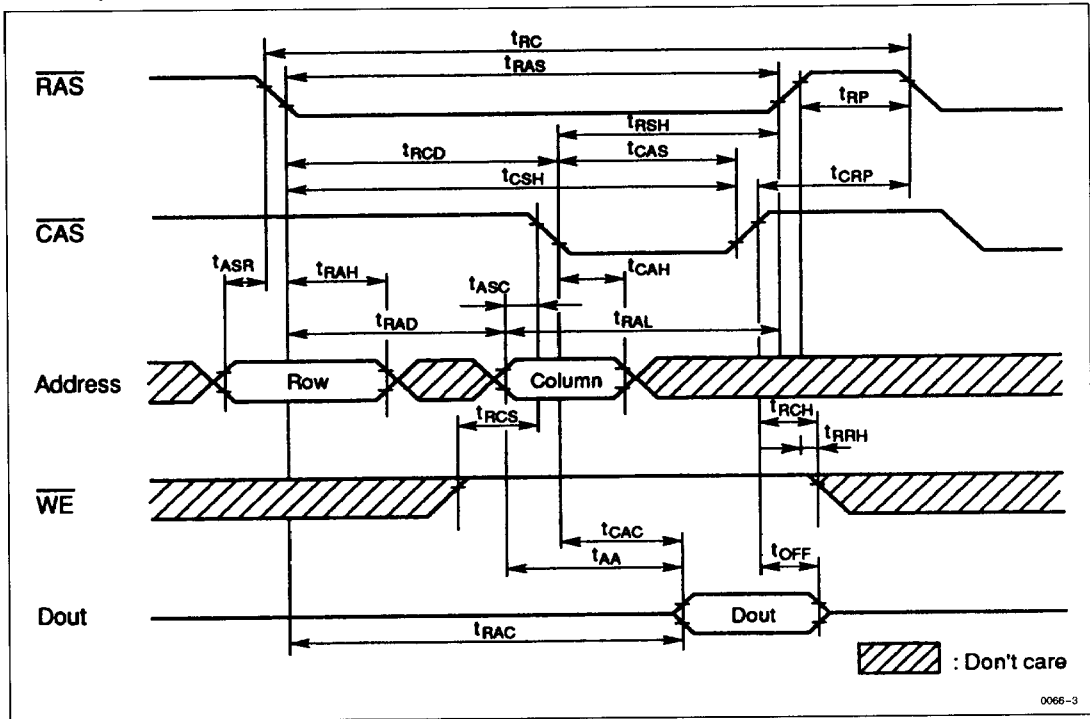 tRC
RAS
tRAS
tRP
tRSH
tRCD
tCAS
tCSH
tCRP
CAS
tASR
tRAH
tASC
tCAH
tRAD
tRAL
Address
Row
Column
tRCS
tRCH
tRRH
WE
tCAC
tOFF
tAA
Dout
Dout
tRAC
: Don't care
0066-3